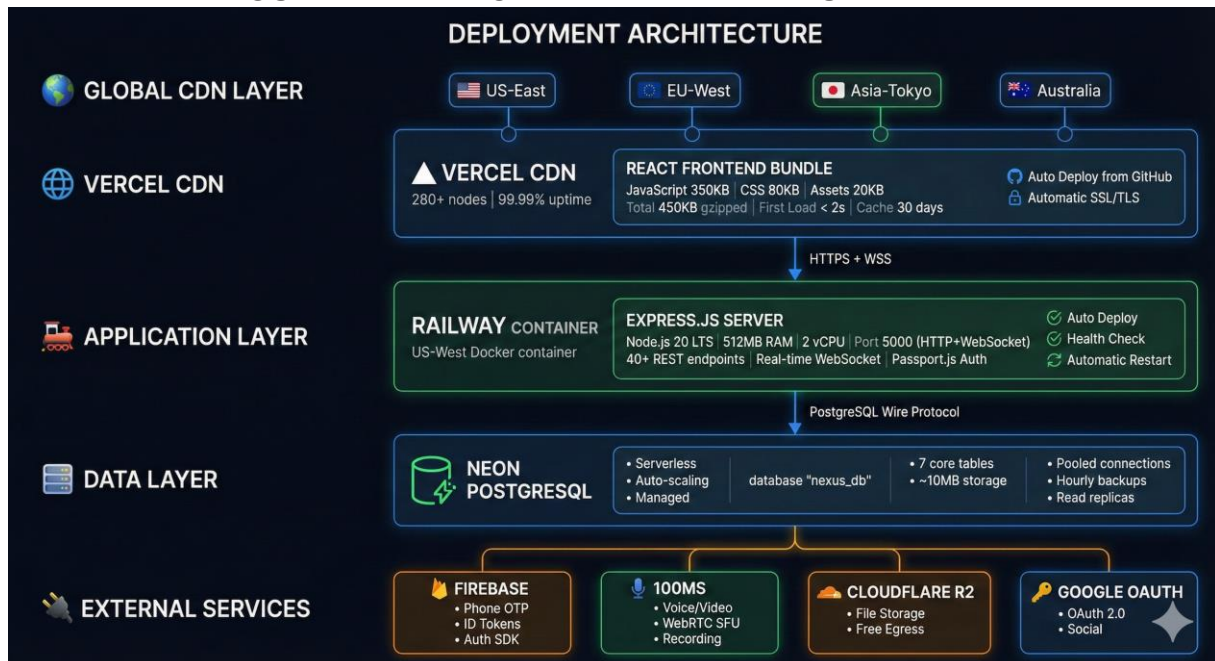 DEPLOYMENT ARCHITECTURE
GLOBAL CDN LAYER
US-East
EU-West
Asia-Tokyo
Australia
VERCEL CDN
VERCEL CDN
280+ nodes | 99.99% uptime
REACT FRONTEND BUNDLE
JavaScript 350KB | CSS 80KB | Assets 20KB
Total 450KB gzipped | First Load < 2s | Cache 30 days
Auto Deploy from GitHub
Automatic SSL/TLS
HTTPS + WSS
APPLICATION LAYER
RAILWAY CONTAINER
US-West Docker container
EXPRESS.JS SERVER
Node.js 20 LTS | 512MB RAM | 2 vCPU | Port 5000 (HTTP+WebSocket)
40+ REST endpoints | Real-time WebSocket | Passport.js Auth
Auto Deploy
Health Check
Automatic Restart
PostgreSQL Wire Protocol
DATA LAYER
NEON
POSTGRESQL
• Serverless
• Auto-scaling
• Managed
database "nexus_db"
• 7 core tables
• ~10MB storage
• Pooled connections
• Hourly backups
• Read replicas
EXTERNAL SERVICES
FIREBASE
• Phone OTP
• ID Tokens
• Auth SDK
100MS
• Voice/Video
• WebRTC SFU
• Recording
CLOUDFLARE R2
• File Storage
• Free Egress
GOOGLE OAUTH
• OAuth 2.0
• Social